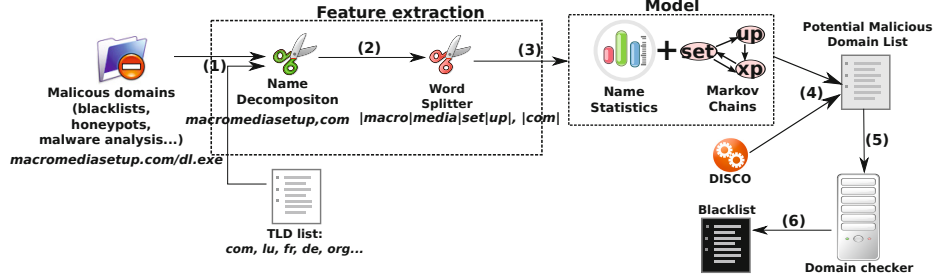 Feature extraction
Model
(1)
(2)
(3)
Malicous domains
(blacklists,
honeypots,
malware analysis...)
macromediasetup.com/dl.exe
Name
Decompositon
macromediasetup,com
Word
Splitter
|macro|media|set|up|, |com|
TLD list:
com, lu, fr, de, org...
+
set
up
xp
Name
Statistics
Markov
Chains
Potential Malicious
Domain List
(4)
DISCO
(5)
Domain checker
(6)
Blacklist